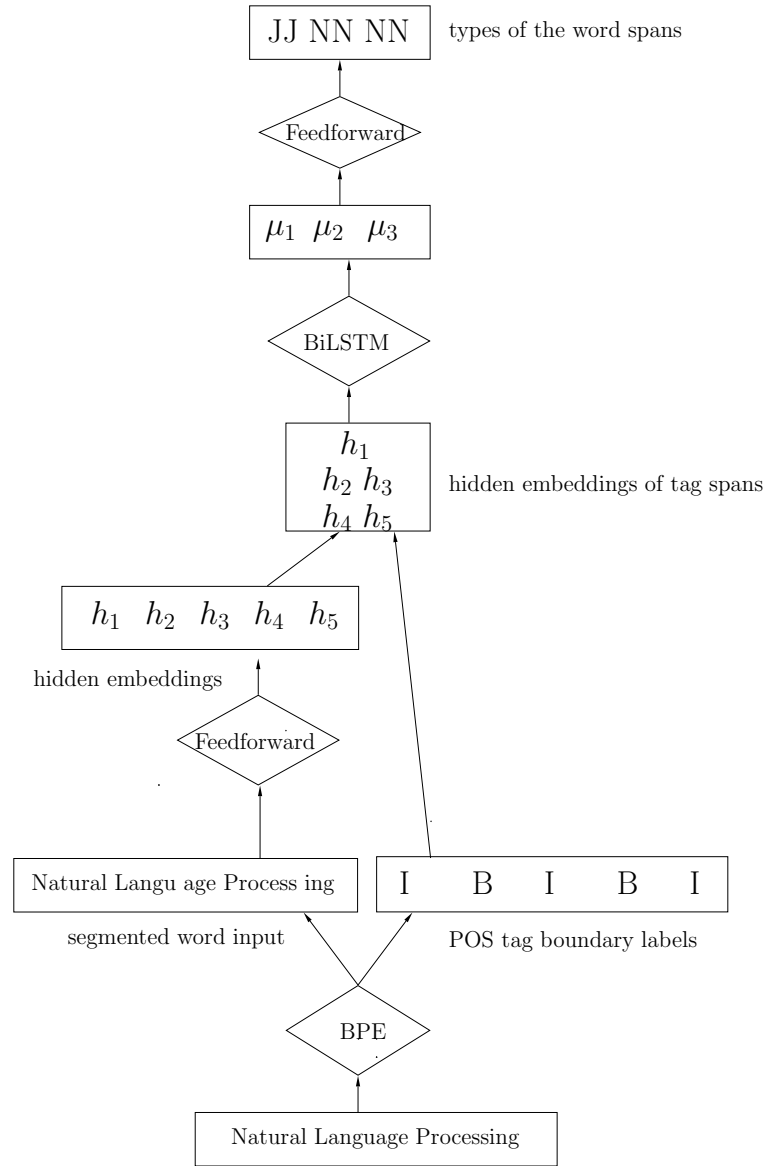 JJ NN NN
types of the word spans
Feedforward
μ₁ μ₂ μ₃
BiLSTM
h₁
h₂ h₃
h₄ h₅
hidden embeddings of tag spans
h₁ h₂ h₃ h₄ h₅
hidden embeddings
Feedforward
Natural Langu age Process ing
I B I B I
segmented word input
POS tag boundary labels
BPE
Natural Language Processing